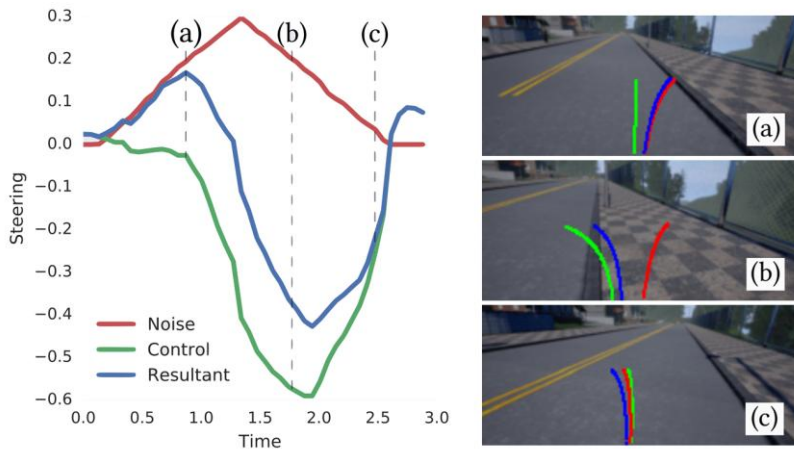 0.3
0.2
0.1
0.0
−0.1
−0.2
−0.3
−0.4
−0.5
−0.6
Steering
(a)
(b)
(c)
Noise
Control
Resultant
0.0 0.5 1.0 1.5 2.0 2.5 3.0
Time
(a)
(b)
(c)